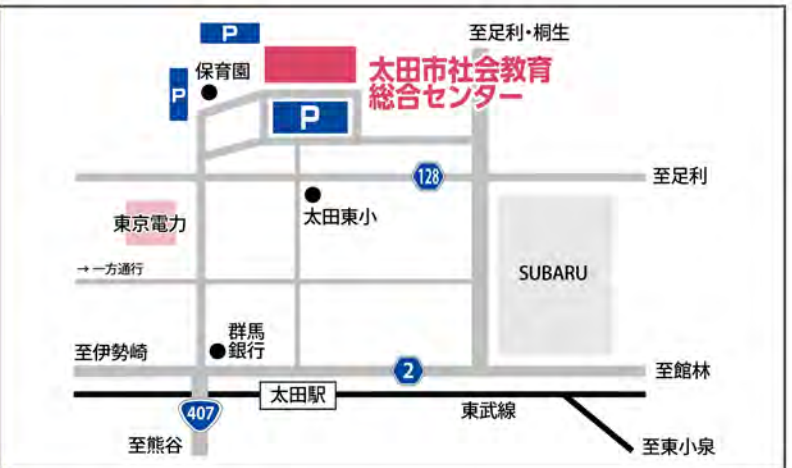 P
至足利・桐生
保育園
太田市社会教育
総合センター
P
P
128
至足利
東京電力
太田東小
→一方通行
SUBARU
群馬
銀行
至伊勢崎
2
至館林
太田駅
407
東武線
至熊谷
至東小泉